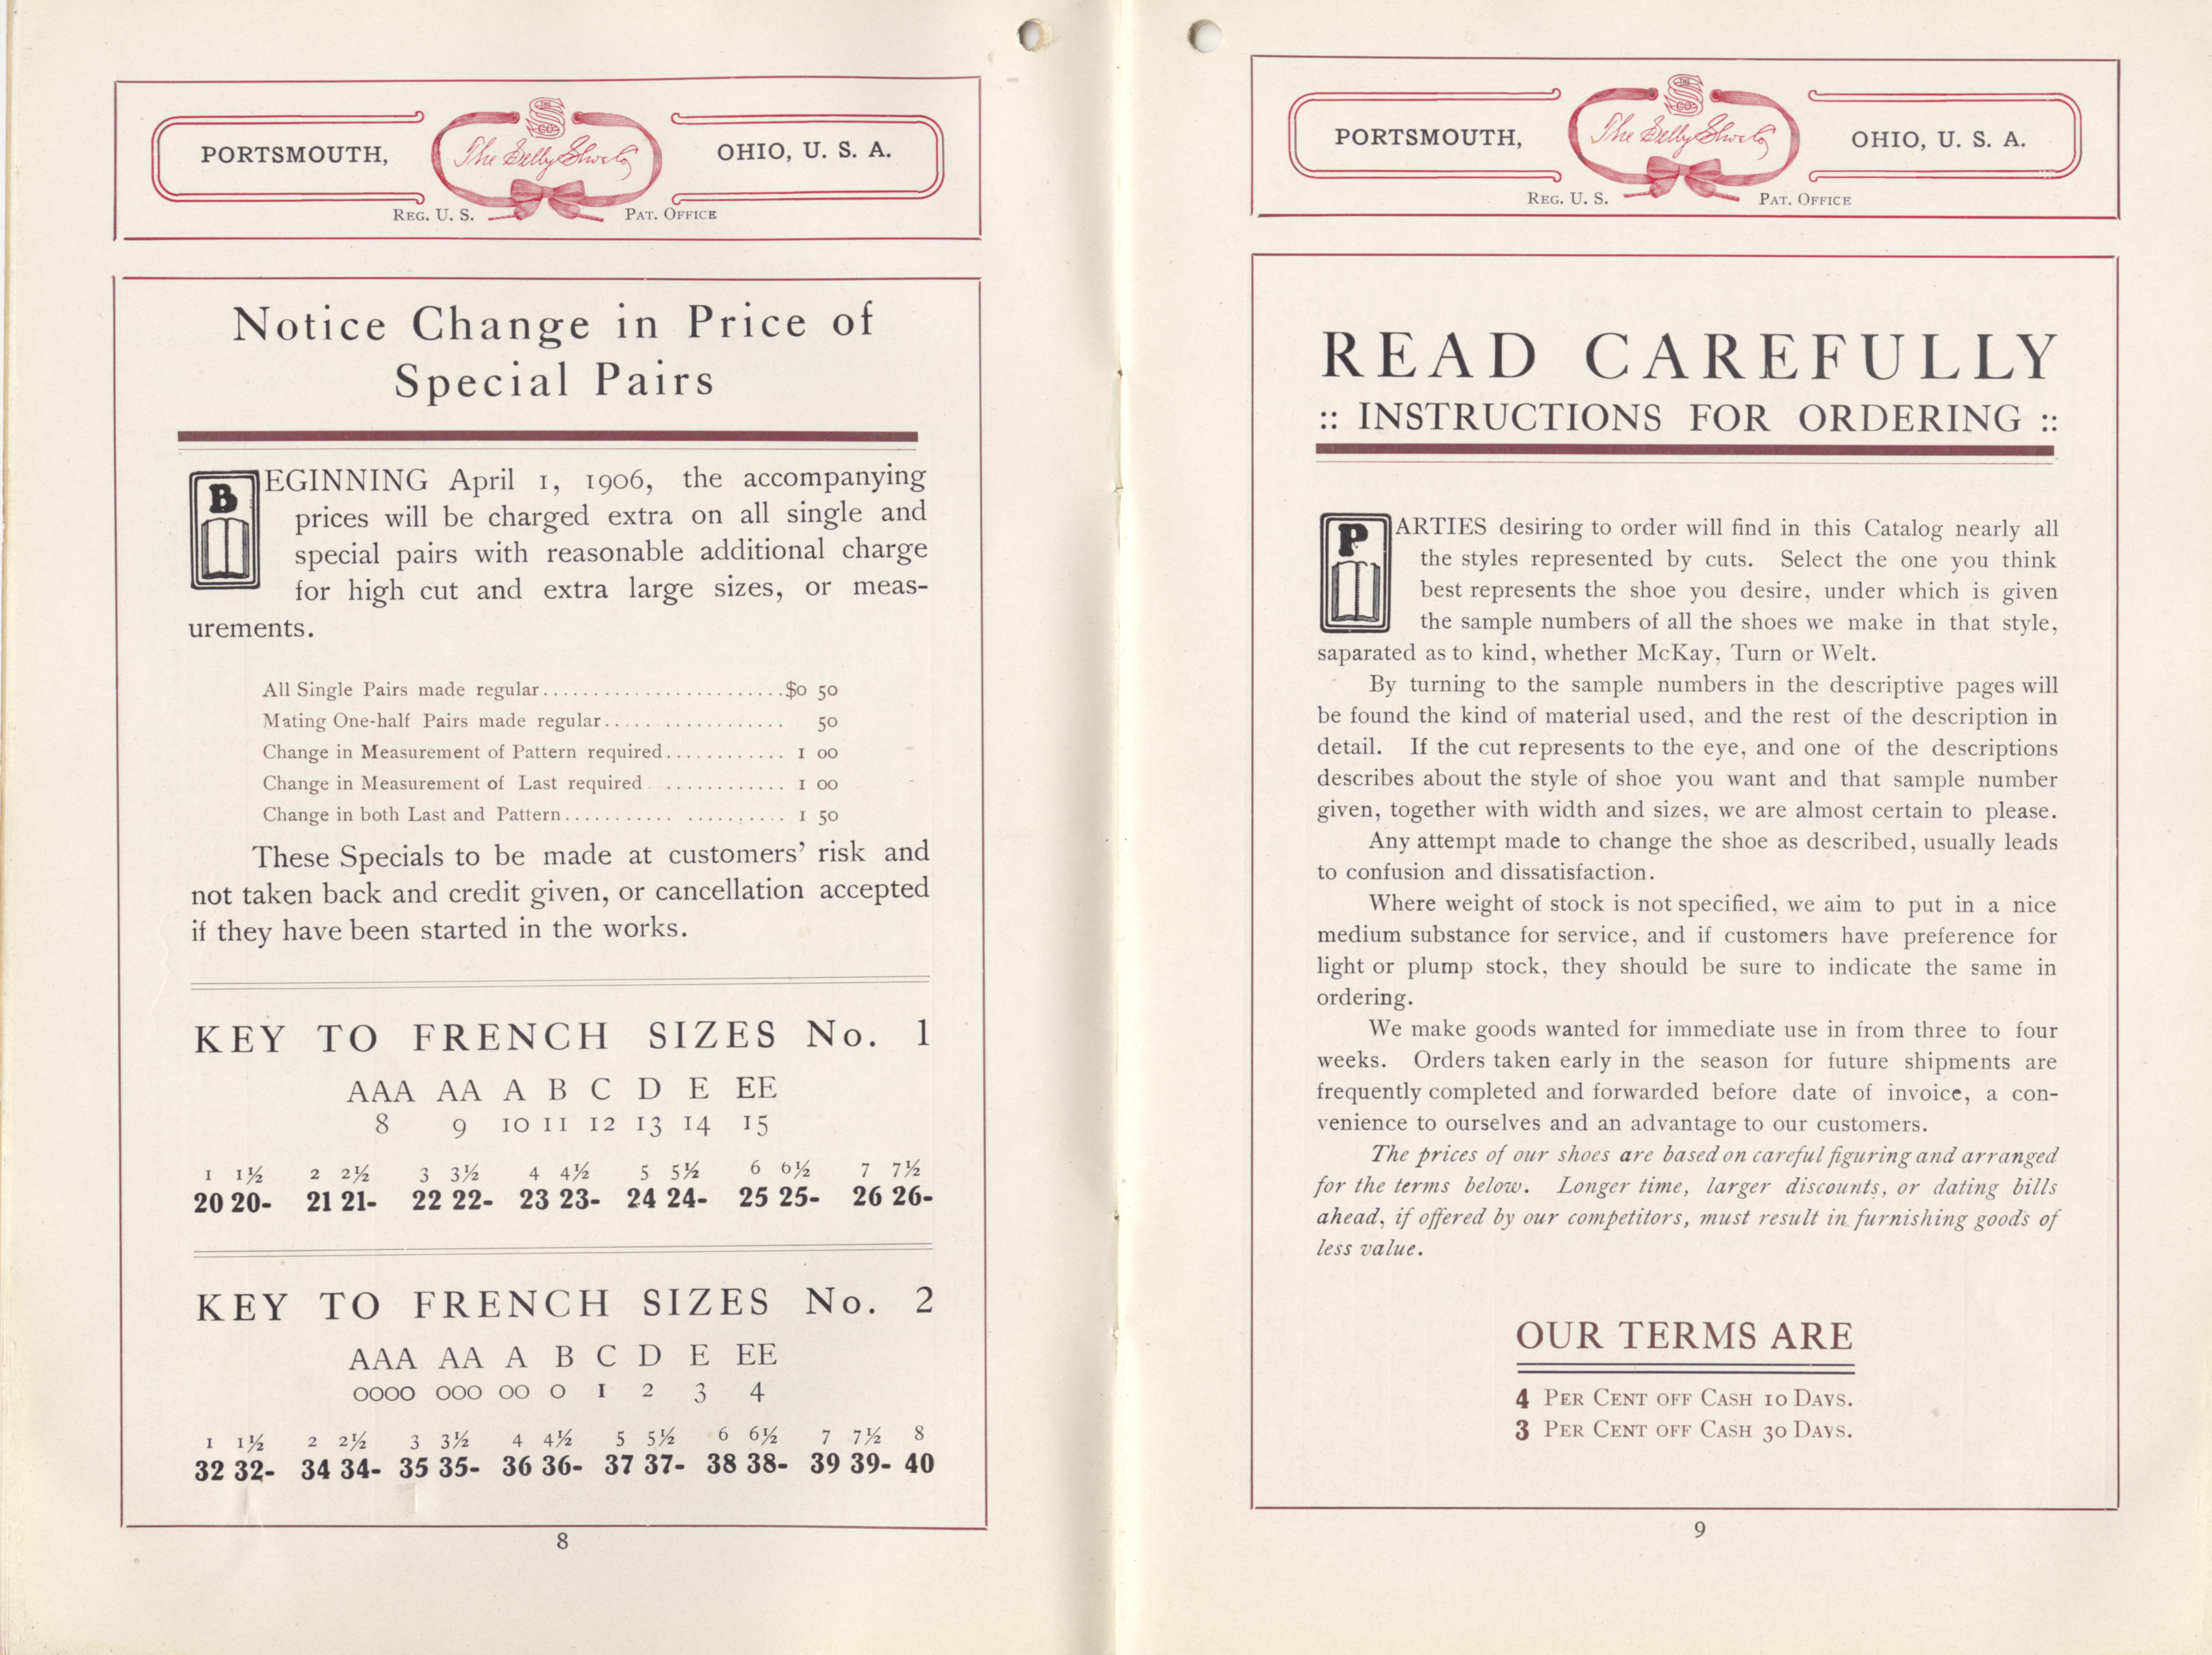 PORTSMOUTH,
THE
S
CO
The Selby Shoe Co
OHIO, U. S. A.
REG. U. S. PAT. OFFICE
Notice Change in Price of
Special Pairs
BEGINNING April 1, 1906, the accompanying
prices will be charged extra on all single and
special pairs with reasonable additional charge
for high cut and extra large sizes, or meas-
urements.
All Single Pairs made regular........................$0 50
Mating One-half Pairs made regular.................. 50
Change in Measurement of Pattern required............ 1 00
Change in Measurement of Last required. ............ 1 00
Change in both Last and Pattern........... .......... 1 50
These Specials to be made at customers' risk and
not taken back and credit given, or cancellation accepted
if they have been started in the works.
KEY TO FRENCH SIZES No. 1
AAA AA A B C D E EE
8 9 10 11 12 13 14 15
1 1½ 2 2½ 3 3½ 4 4½ 5 5½ 6 6½ 7 7½
20 20- 21 21- 22 22- 23 23- 24 24- 25 25- 26 26-
KEY TO FRENCH SIZES No. 2
AAA AA A B C D E EE
0000 000 00 0 1 2 3 4
1 1½ 2 2½ 3 3½ 4 4½ 5 5½ 6 6½ 7 7½ 8
32 32- 34 34- 35 35- 36 36- 37 37- 38 38- 39 39- 40
8
PORTSMOUTH,
THE
S
CO
The Selby Shoe Co
OHIO, U. S. A.
REG. U. S. PAT. OFFICE
READ CAREFULLY
:: INSTRUCTIONS FOR ORDERING ::
PARTIES desiring to order will find in this Catalog nearly all
the styles represented by cuts. Select the one you think
best represents the shoe you desire, under which is given
the sample numbers of all the shoes we make in that style,
saparated as to kind, whether McKay, Turn or Welt.
By turning to the sample numbers in the descriptive pages will
be found the kind of material used, and the rest of the description in
detail. If the cut represents to the eye, and one of the descriptions
describes about the style of shoe you want and that sample number
given, together with width and sizes, we are almost certain to please.
Any attempt made to change the shoe as described, usually leads
to confusion and dissatisfaction.
Where weight of stock is not specified, we aim to put in a nice
medium substance for service, and if customers have preference for
light or plump stock, they should be sure to indicate the same in
ordering.
We make goods wanted for immediate use in from three to four
weeks. Orders taken early in the season for future shipments are
frequently completed and forwarded before date of invoice, a con-
venience to ourselves and an advantage to our customers.
The prices of our shoes are based on careful figuring and arranged
for the terms below. Longer time, larger discounts, or dating bills
ahead, if offered by our competitors, must result in furnishing goods of
less value.
OUR TERMS ARE
4 PER CENT OFF CASH 10 DAYS.
3 PER CENT OFF CASH 30 DAYS.
9